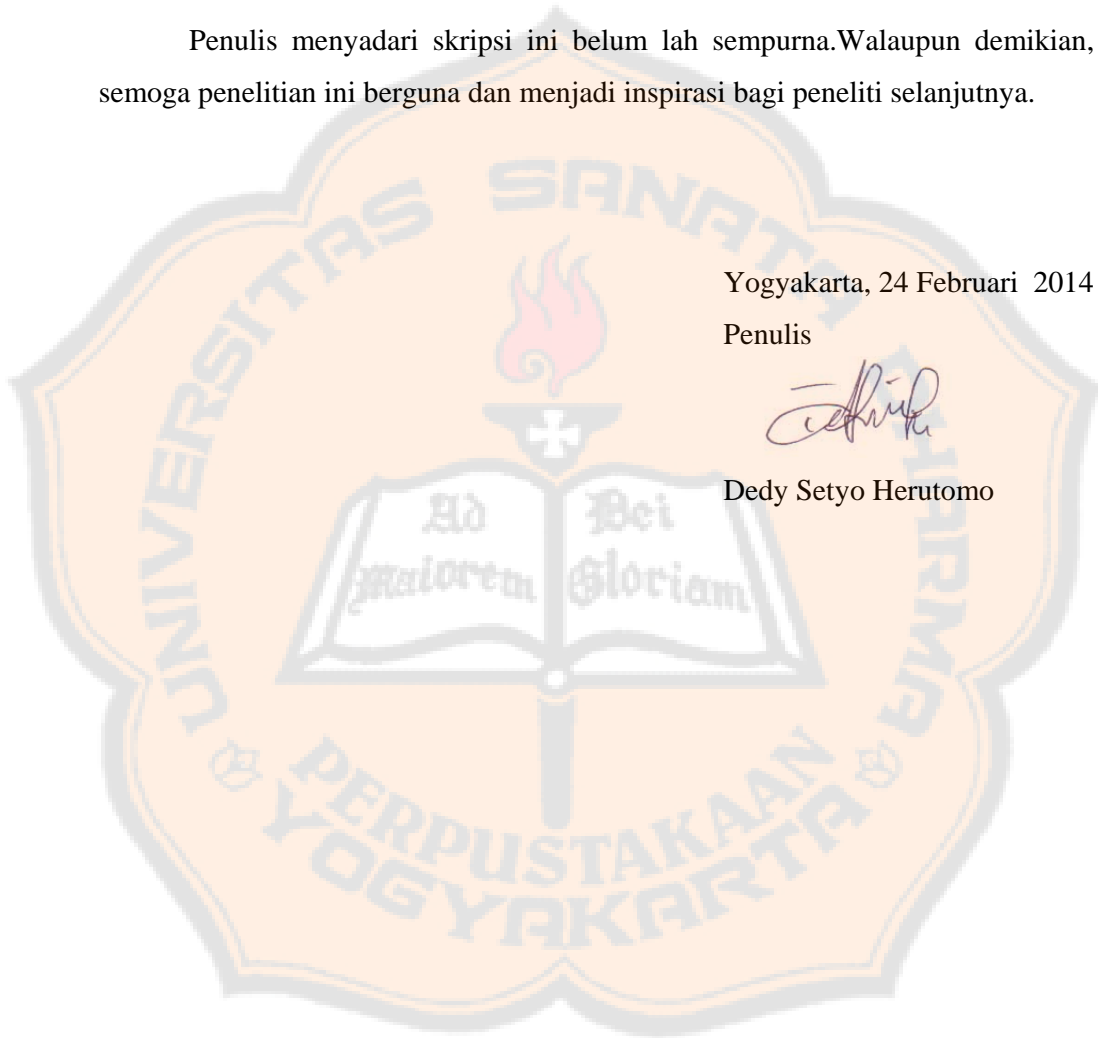 Penulis menyadari skripsi ini belum lah sempurna.Walaupun demikian,
semoga penelitian ini berguna dan menjadi inspirasi bagi peneliti selanjutnya.
UNIVERSITAS SANATA DHARMA
Yogyakarta, 24 Februari  2014
Penulis
Dedy Setyo Herutomo
Ad
Maiorem
Dei
Gloriam
PERPUSTAKAAN
YOGYAKARTA